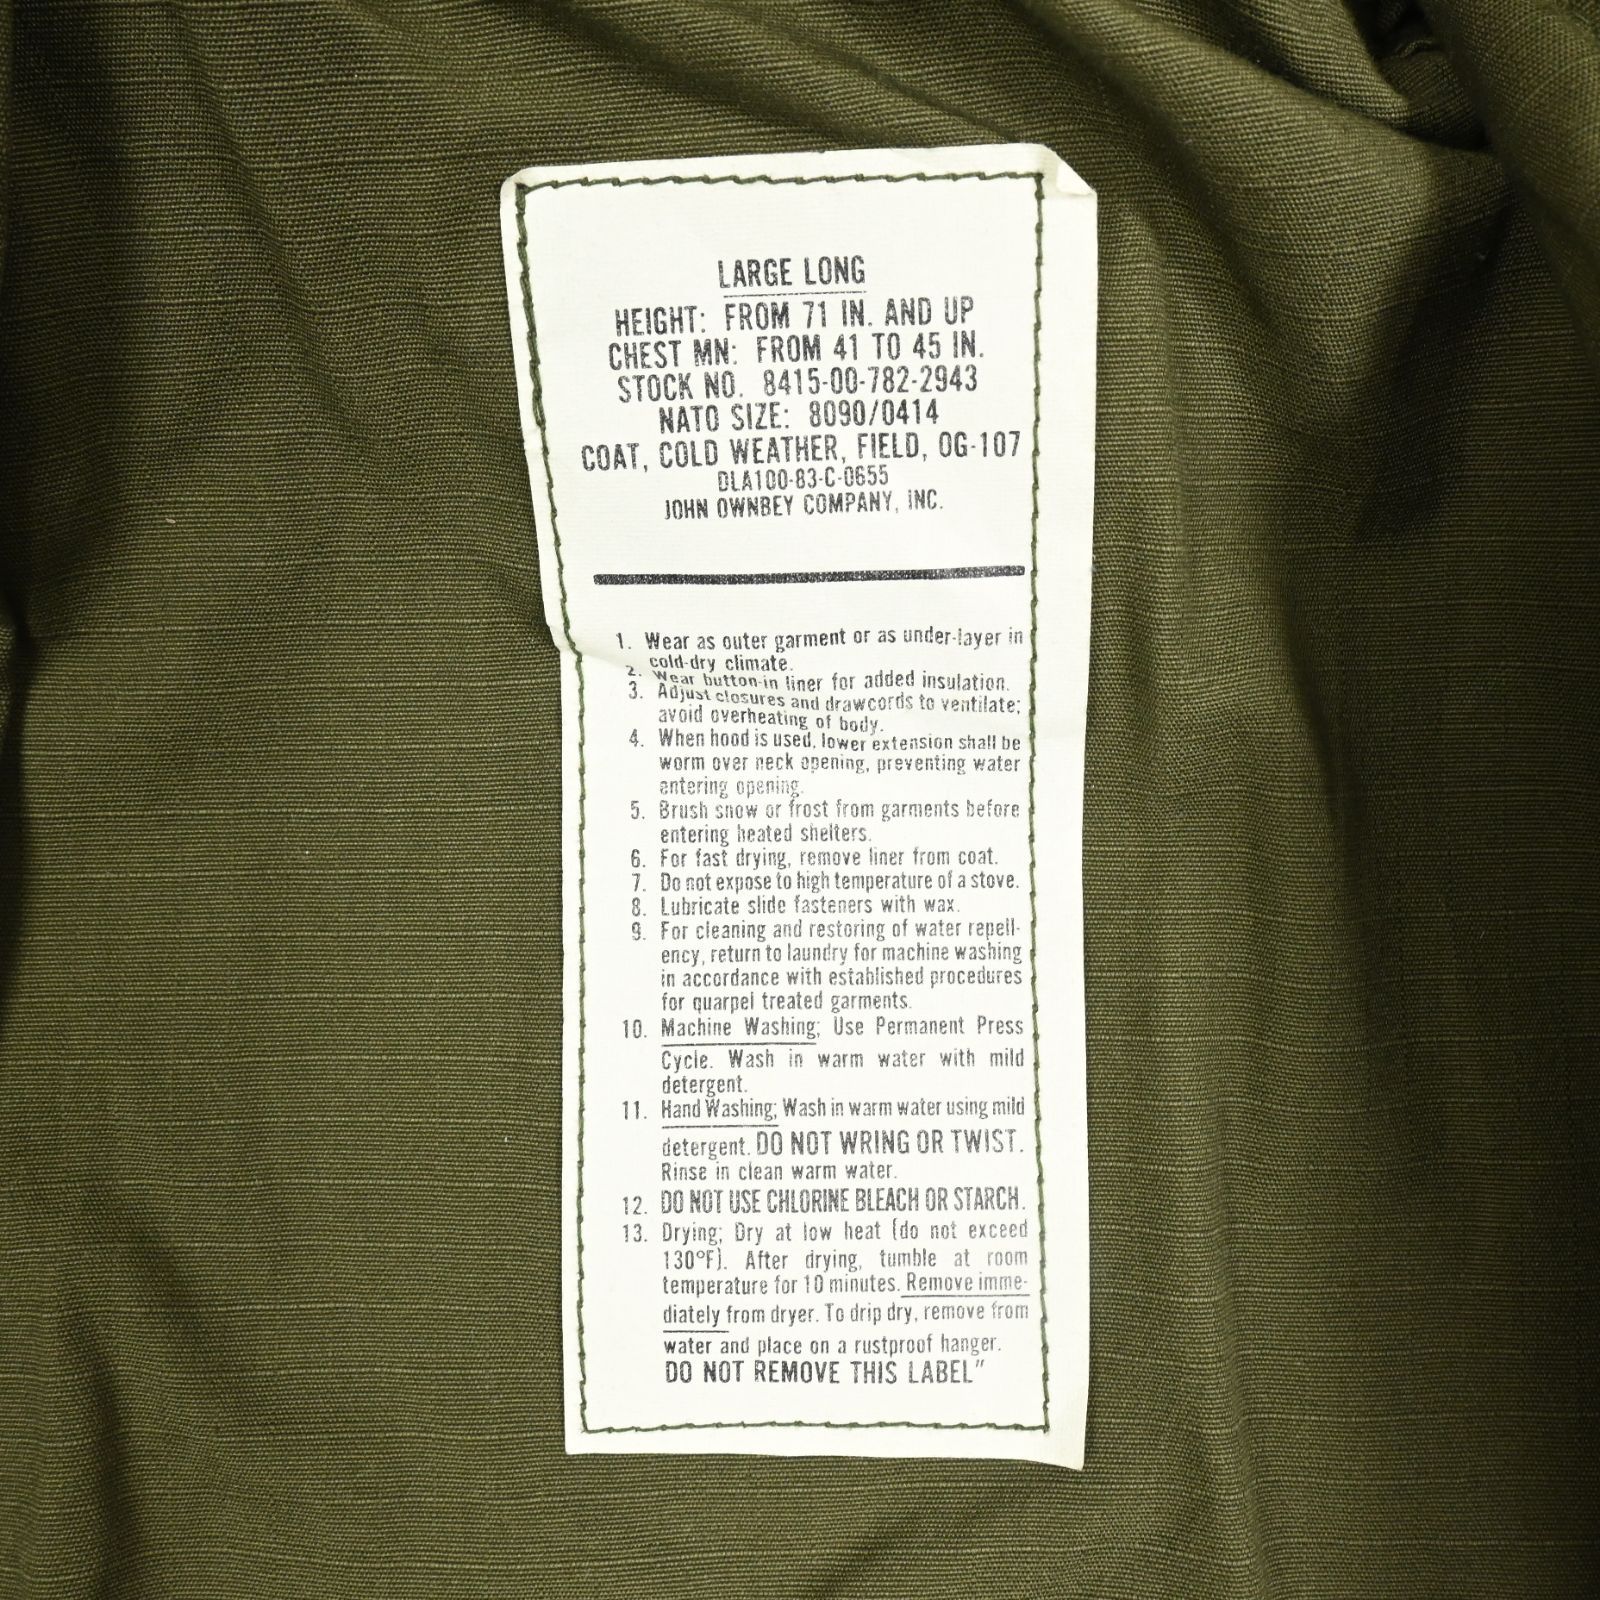 LARGE LONG
HEIGHT: FROM 71 IN. AND UP
CHEST MN: FROM 41 TO 45 IN.
STOCK NO. 8415-00-782-2943
NATO SIZE: 8090/0414
COAT, COLD WEATHER, FIELD, OG-107
DLA100-83-C-0655
JOHN OWNBEY COMPANY, INC.
1. Wear as outer garment or as under-layer in
cold-dry climate.
2. Wear button-in liner for added insulation.
3. Adjust closures and drawcords to ventilate;
avoid overheating of body.
4. When hood is used, lower extension shall be
worm over neck opening, preventing water
entering opening.
5. Brush snow or frost from garments before
entering heated shelters.
6. For fast drying, remove liner from coat.
7. Do not expose to high temperature of a stove.
8. Lubricate slide fasteners with wax.
9. For cleaning and restoring of water repell-
ency, return to laundry for machine washing
in accordance with established procedures
for quarpel treated garments.
10. Machine Washing; Use Permanent Press
Cycle. Wash in warm water with mild
detergent.
11. Hand Washing; Wash in warm water using mild
detergent. DO NOT WRING OR TWIST.
Rinse in clean warm water.
12. DO NOT USE CHLORINE BLEACH OR STARCH.
13. Drying; Dry at low heat (do not exceed
130°F). After drying, tumble at room
temperature for 10 minutes. Remove imme-
diately from dryer. To drip dry, remove from
water and place on a rustproof hanger.
DO NOT REMOVE THIS LABEL"